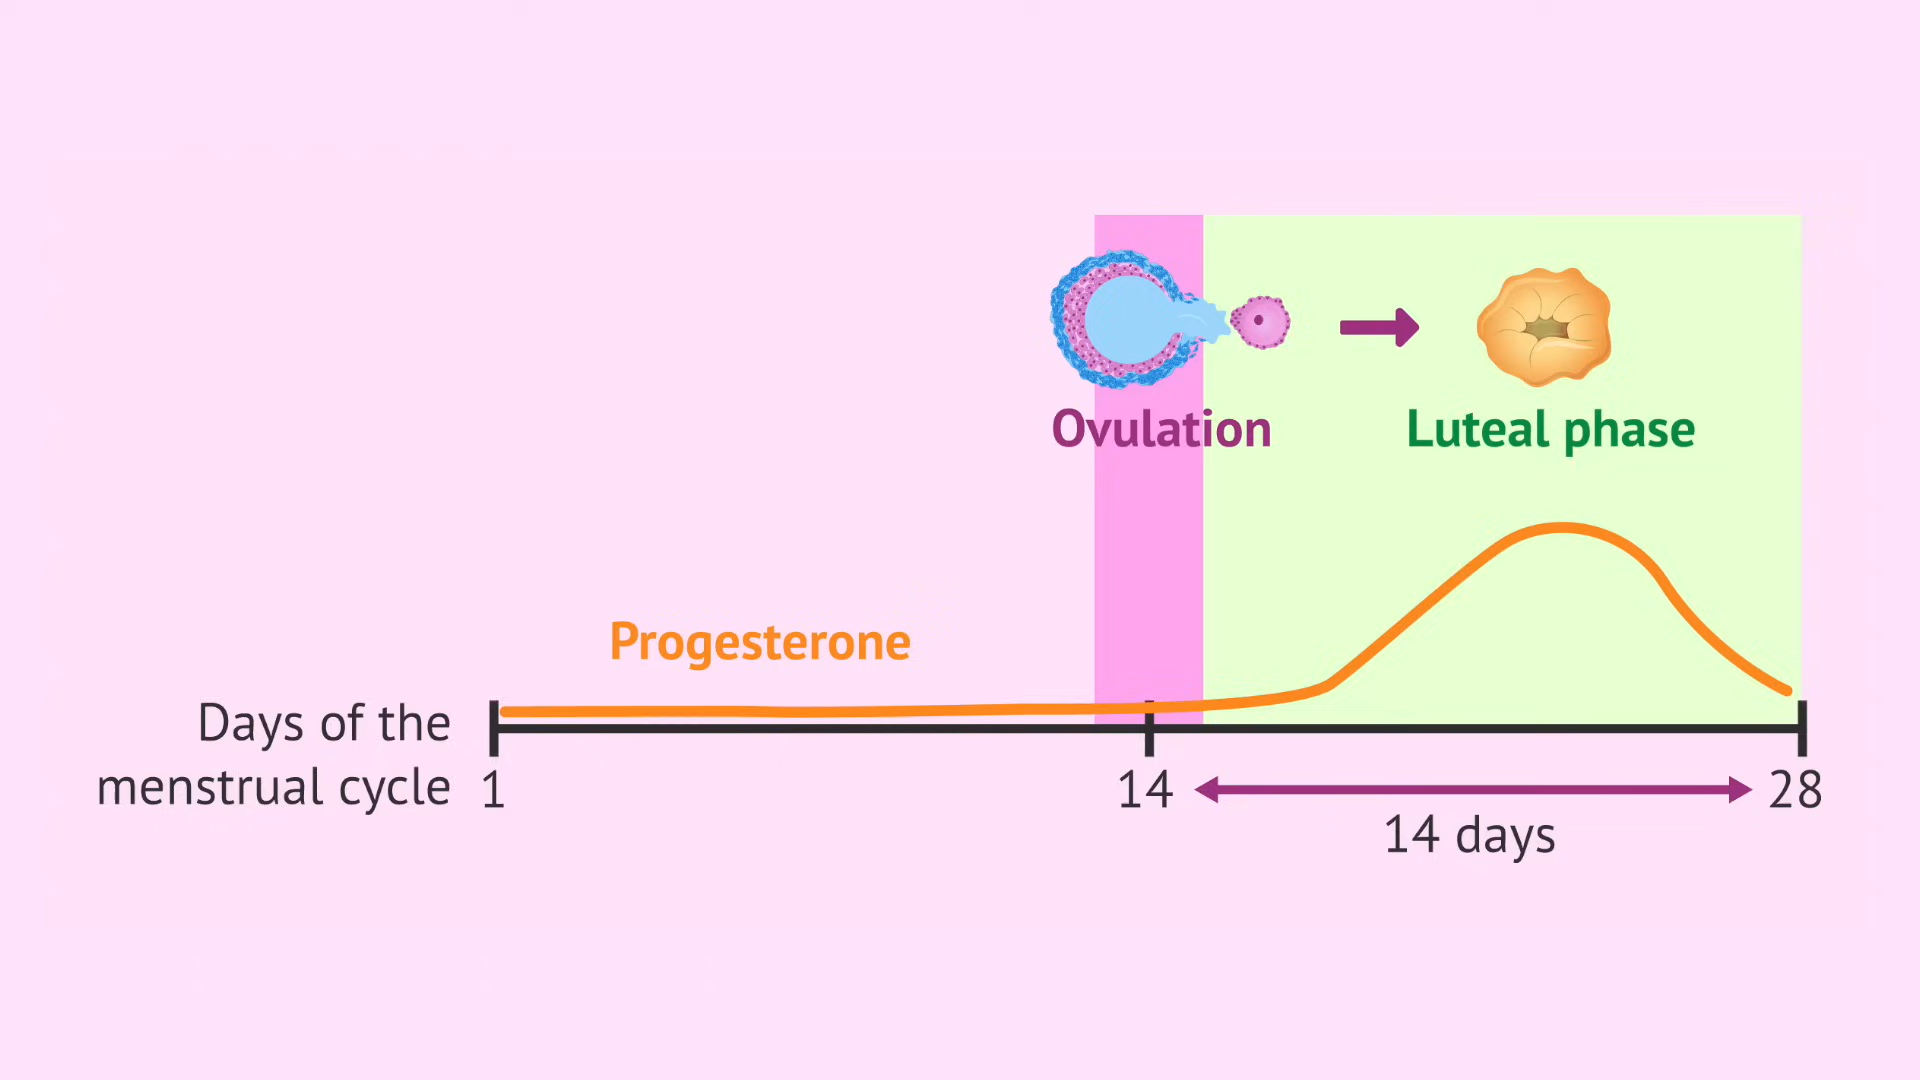 Ovulation
Luteal phase
Progesterone
Days of the
menstrual cycle
1
14
28
14 days